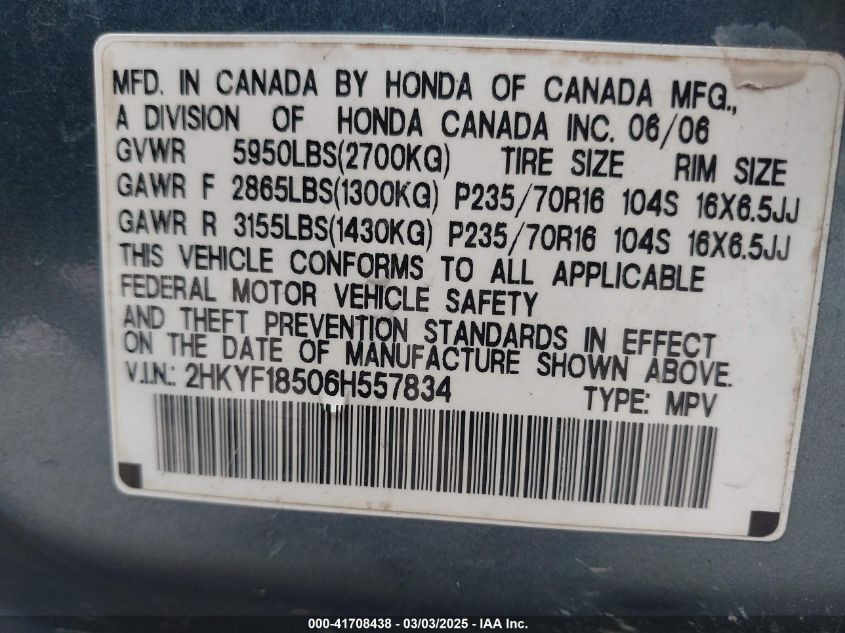 MFD. IN CANADA BY HONDA OF CANADA MFG.,
A DIVISION OF HONDA CANADA INC. 06/06
GVWR 5950LBS(2700KG) TIRE SIZE RIM SIZE
GAWR F 2865LBS(1300KG) P235/70R16 104S 16X6.5JJ
GAWR R 3155LBS(1430KG) P235/70R16 104S 16X6.5JJ
THIS VEHICLE CONFORMS TO ALL APPLICABLE
FEDERAL MOTOR VEHICLE SAFETY
AND THEFT PREVENTION STANDARDS IN EFFECT
ON THE DATE OF MANUFACTURE SHOWN ABOVE.
V.I.N.: 2HKYF18506H557834 TYPE: MPV
000-41708438 - 03/03/2025 - IAA Inc.